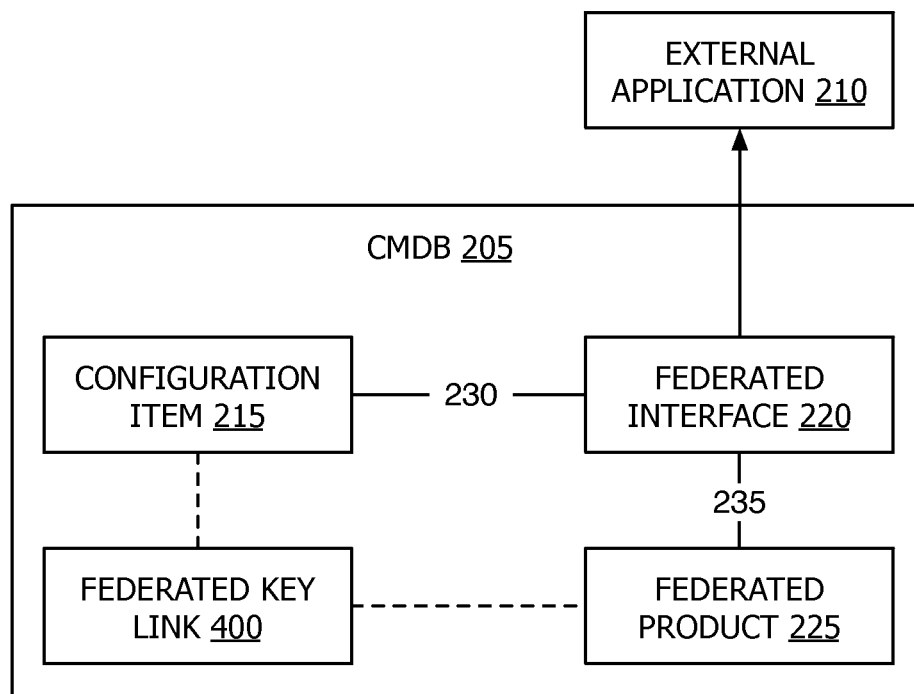 EXTERNAL
APPLICATION 210
CMDB 205
CONFIGURATION
ITEM 215
230
FEDERATED
INTERFACE 220
235
FEDERATED KEY
LINK 400
FEDERATED
PRODUCT 225